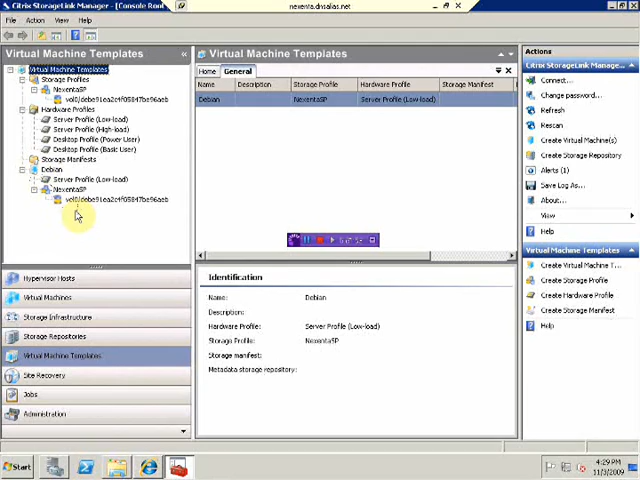 Citrix StorageLink Manager - [Console Root
nexenta.dnsalias.net
File Action View Help
Virtual Machine Templates
Virtual Machine Templates
Storage Profiles
NexentaSP
Hardware Profiles
Server Profile (Low-load)
Server Profile (High-load)
Desktop Profile (Power User)
Desktop Profile (Basic User)
Storage Manifests
Debian
Server Profile (Low-load)
NexentaSP
Hypervisor Hosts
Virtual Machines
Storage Infrastructure
Storage Repositories
Virtual Machine Templates
Site Recovery
Jobs
Administration
Virtual Machine Templates
Home General
Name Description Storage Profile Hardware Profile Storage Manifest
Debian NexentaSP Server Profile (Low-load)
Identification
Name: Debian
Description:
Hardware Profile: Server Profile (Low-load)
Storage Profile: NexentaSP
Storage manifest:
Metadata storage repository:
Actions
Citrix StorageLink Manage...
Connect...
Change password...
Refresh
Rescan
Create Virtual Machine(s)
Create Storage Repository
Alerts (1)
Save Log As...
About...
View
Help
Virtual Machine Templates
Create Virtual Machine T...
Create Storage Profile
Create Hardware Profile
Create Storage Manifest
Help
Start
4:29 PM
11/3/2009